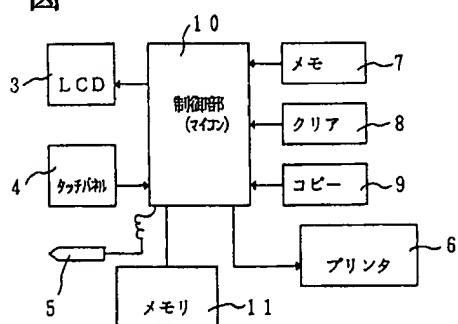 図
10
3
LCD
制御部
(マイコン)
メモ
7
クリア
8
4
タッチパネル
コピー
9
5
メモリ
11
プリンタ
6